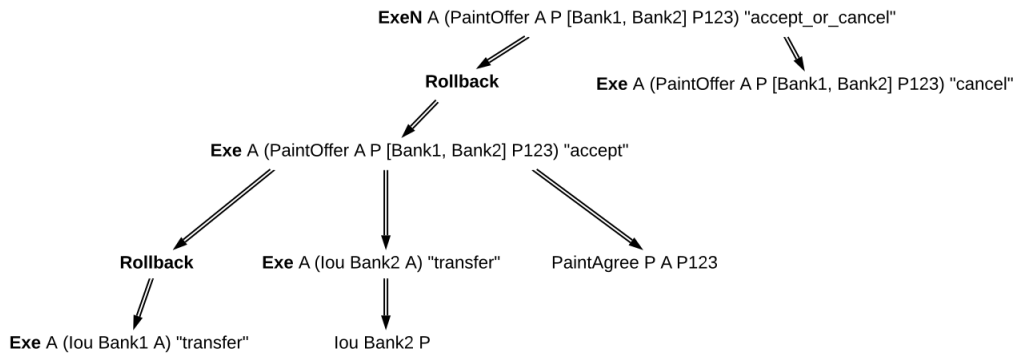 ExeN A (PaintOffer A P [Bank1, Bank2] P123) "accept_or_cancel"
Rollback
Exe A (PaintOffer A P [Bank1, Bank2] P123) "cancel"
Exe A (PaintOffer A P [Bank1, Bank2] P123) "accept"
Rollback
Exe A (Iou Bank2 A) "transfer"
PaintAgree P A P123
Exe A (Iou Bank1 A) "transfer"
Iou Bank2 P